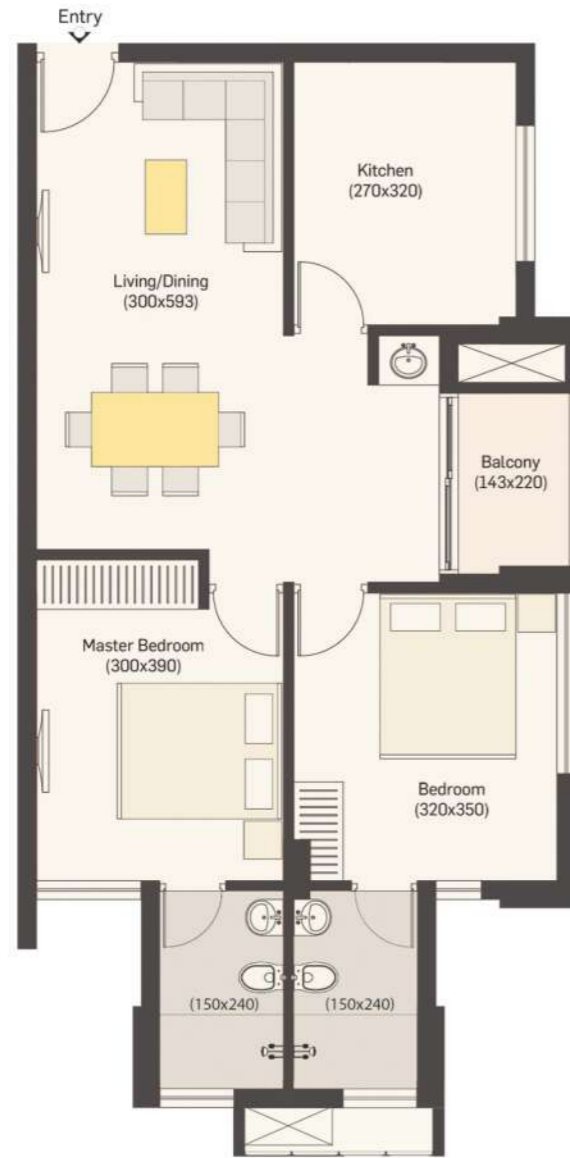 Entry
Kitchen
(270x320)
Living/Dining
(300x593)
Balcony
(143x220)
Master Bedroom
(300x390)
Bedroom
(320x350)
(150x240)
(150x240)